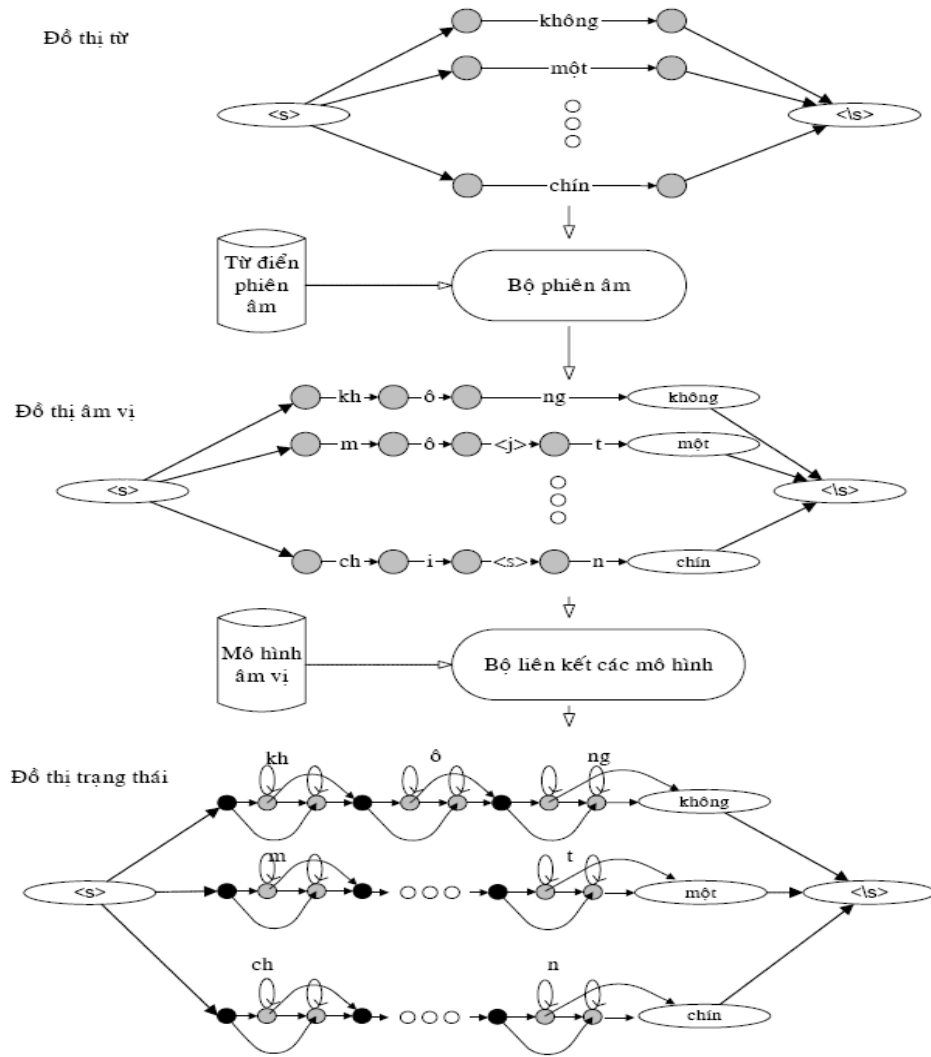 không
Đồ thị từ
một
<s>
<\s>
chín
Từ điển
phiên
âm
Bộ phiên âm
kh ô ng không
Đồ thị âm vị
m ô <j> t một
<s>
<\s>
ch i <s> n chín
Mô hình
âm vị
Bộ liên kết các mô hình
kh ô ng
Đồ thị trạng thái
không
m t
<s>
một
<\s>
ch n
chín